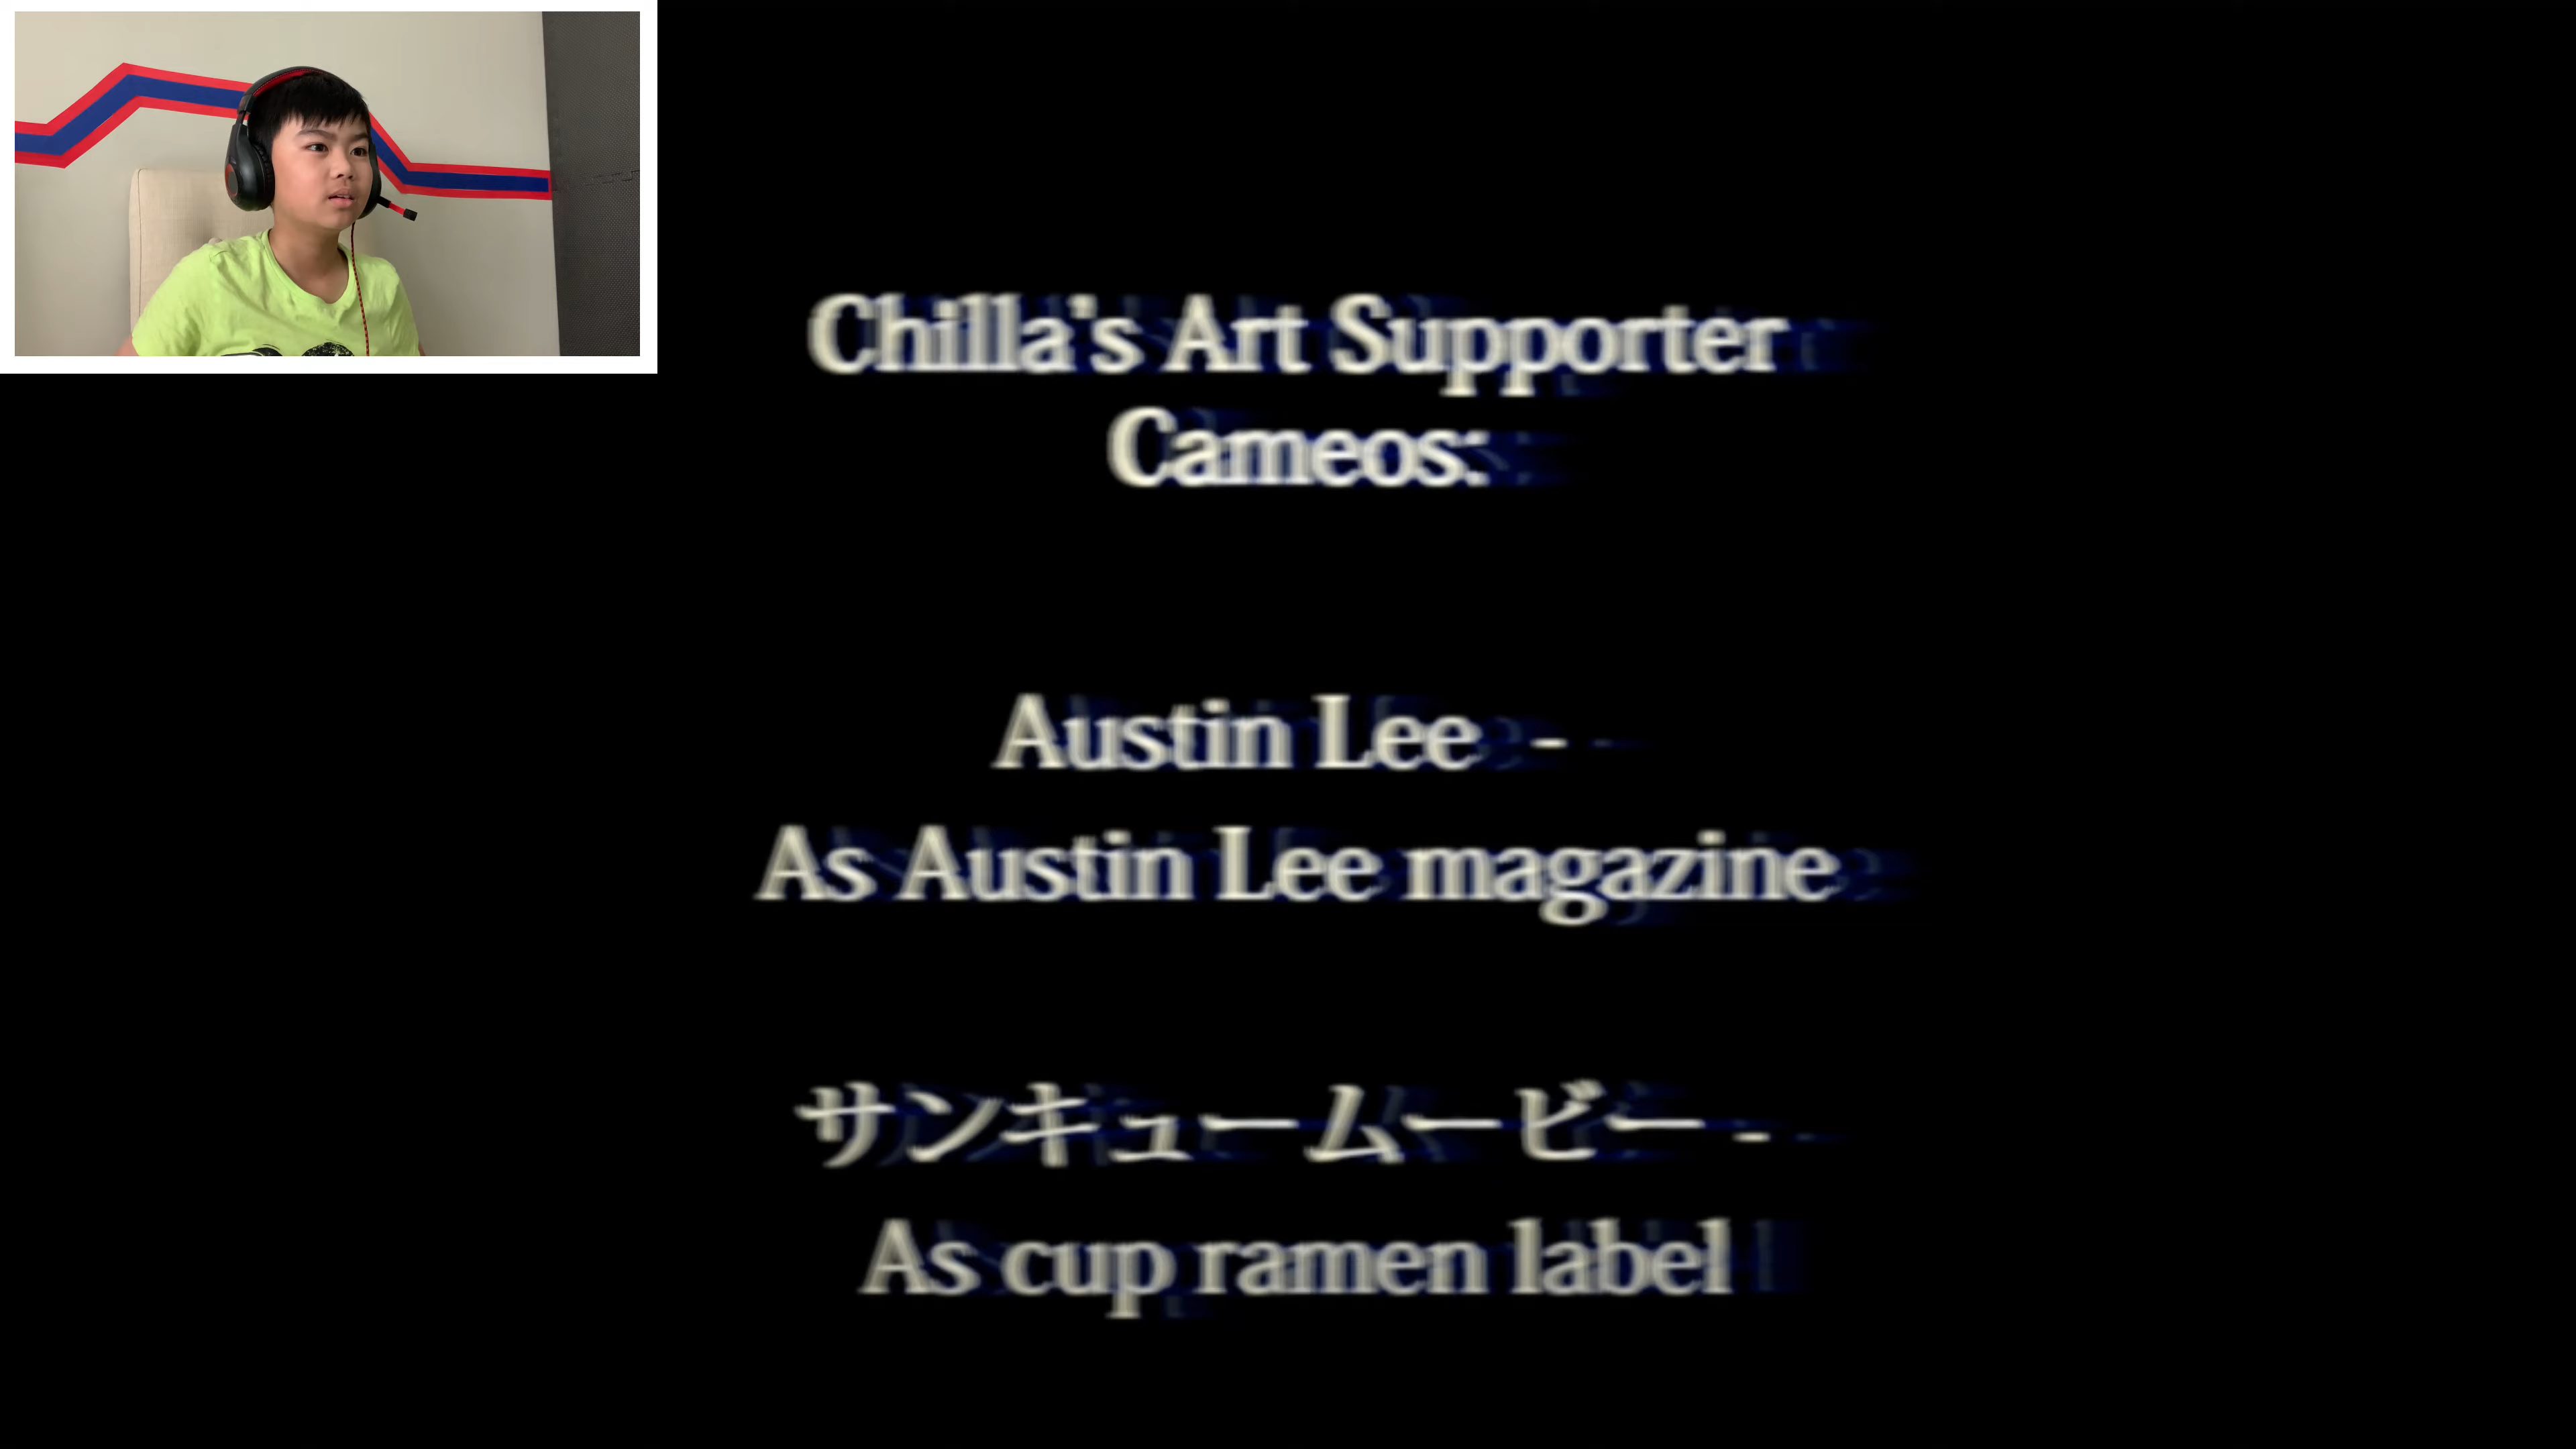 Chilla's Art Supporter
Cameos:
Austin Lee -
As Austin Lee magazine
サンキュームービー -
As cup ramen label